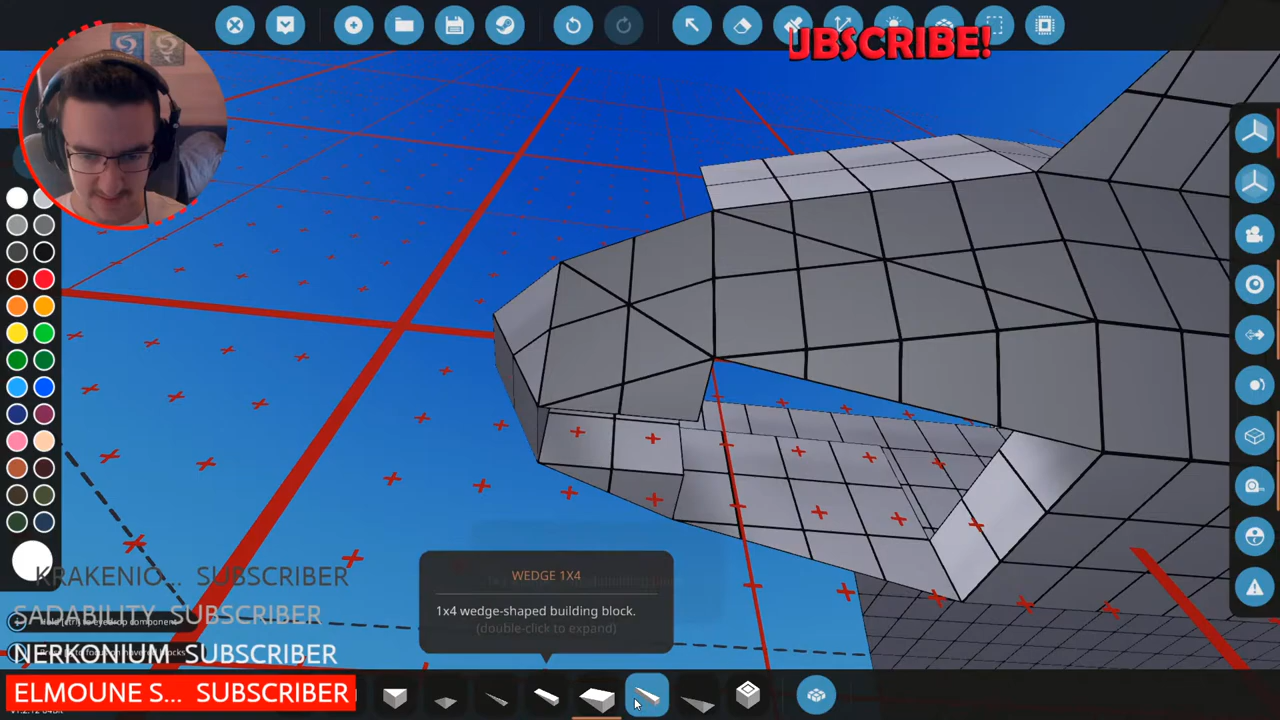 UBSCRIBE!
KRAKENIO... SUBSCRIBER
SADABILITY SUBSCRIBER
NERKONIUM SUBSCRIBER
ELMOUNE S... SUBSCRIBER
WEDGE 1X4
1x4 wedge-shaped building block.
(double-click to expand)